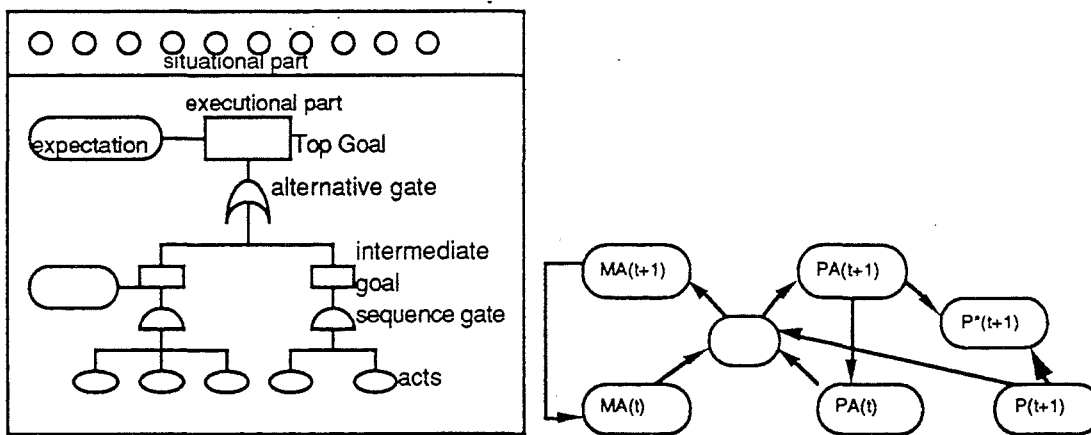 situational part
executional part
expectation
Top Goal
alternative gate
intermediate
goal
sequence gate
acts
MA(t+1)
PA(t+1)
P*(t+1)
MA(t)
PA(t)
P(t+1)